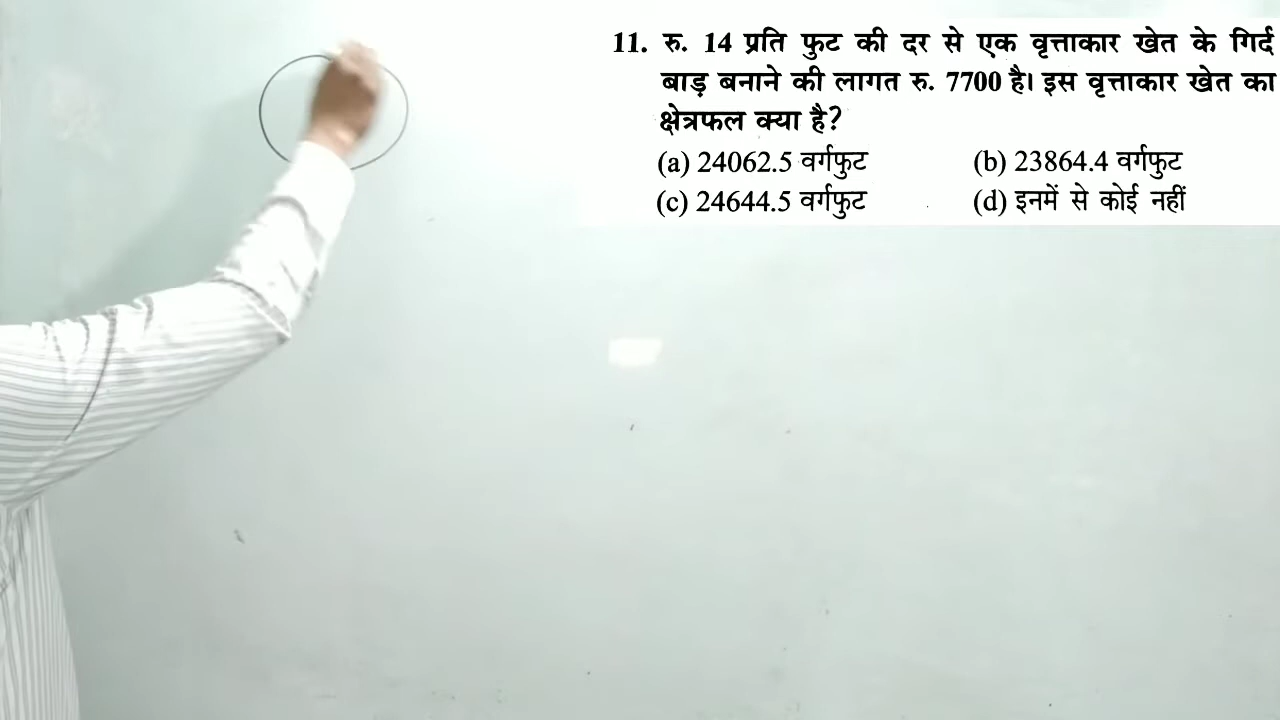 11. रु. 14 प्रति फुट की दर से एक वृत्ताकार खेत के गिर्द
बाड़ बनाने की लागत रु. 7700 है। इस वृत्ताकार खेत का
क्षेत्रफल क्या है?
(a) 24062.5 वर्गफुट (b) 23864.4 वर्गफुट
(c) 24644.5 वर्गफुट (d) इनमें से कोई नहीं